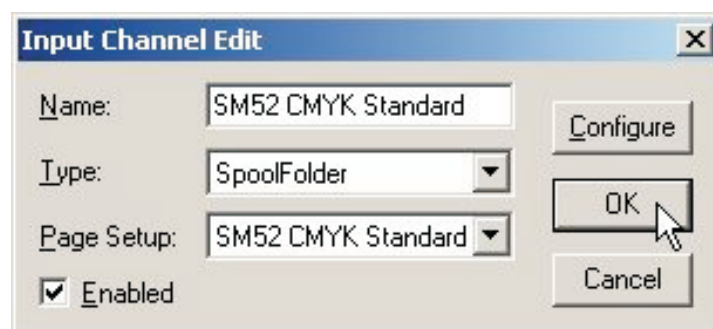 Input Channel Edit
Name: SM52 CMYK Standard
Configure
Type: SpoolFolder
OK
Page Setup: SM52 CMYK Standard
Enabled
Cancel